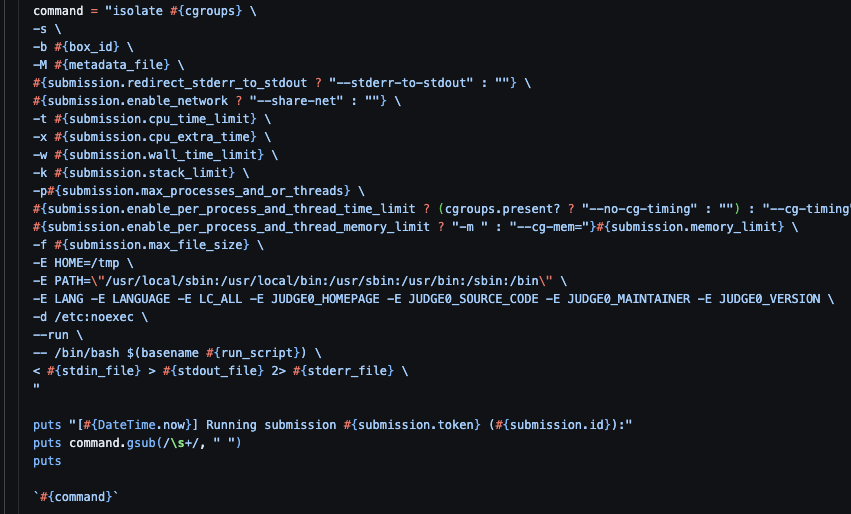 command = "isolate #{cgroups} \
-s \
-b #{box_id} \
-M #{metadata_file} \
#{submission.redirect_stderr_to_stdout ? "--stderr-to-stdout" : ""} \
#{submission.enable_network ? "--share-net" : ""} \
-t #{submission.cpu_time_limit} \
-x #{submission.cpu_extra_time} \
-w #{submission.wall_time_limit} \
-k #{submission.stack_limit} \
-p#{submission.max_processes_and_or_threads} \
#{submission.enable_per_process_and_thread_time_limit ? (cgroups.present? ? "--no-cg-timing" : "") : "--cg-timing"
#{submission.enable_per_process_and_thread_memory_limit ? "-m " : "--cg-mem="}#{submission.memory_limit} \
-f #{submission.max_file_size} \
-E HOME=/tmp \
-E PATH=\"/usr/local/sbin:/usr/local/bin:/usr/sbin:/usr/bin:/sbin:/bin\" \
-E LANG -E LANGUAGE -E LC_ALL -E JUDGE0_HOMEPAGE -E JUDGE0_SOURCE_CODE -E JUDGE0_MAINTAINER -E JUDGE0_VERSION \
-d /etc:noexec \
--run \
-- /bin/bash $(basename #{run_script}) \
< #{stdin_file} > #{stdout_file} 2> #{stderr_file} \
"
puts "[#{DateTime.now}] Running submission #{submission.token} (#{submission.id}):"
puts command.gsub(/\s+/, " ")
puts
`#{command}`